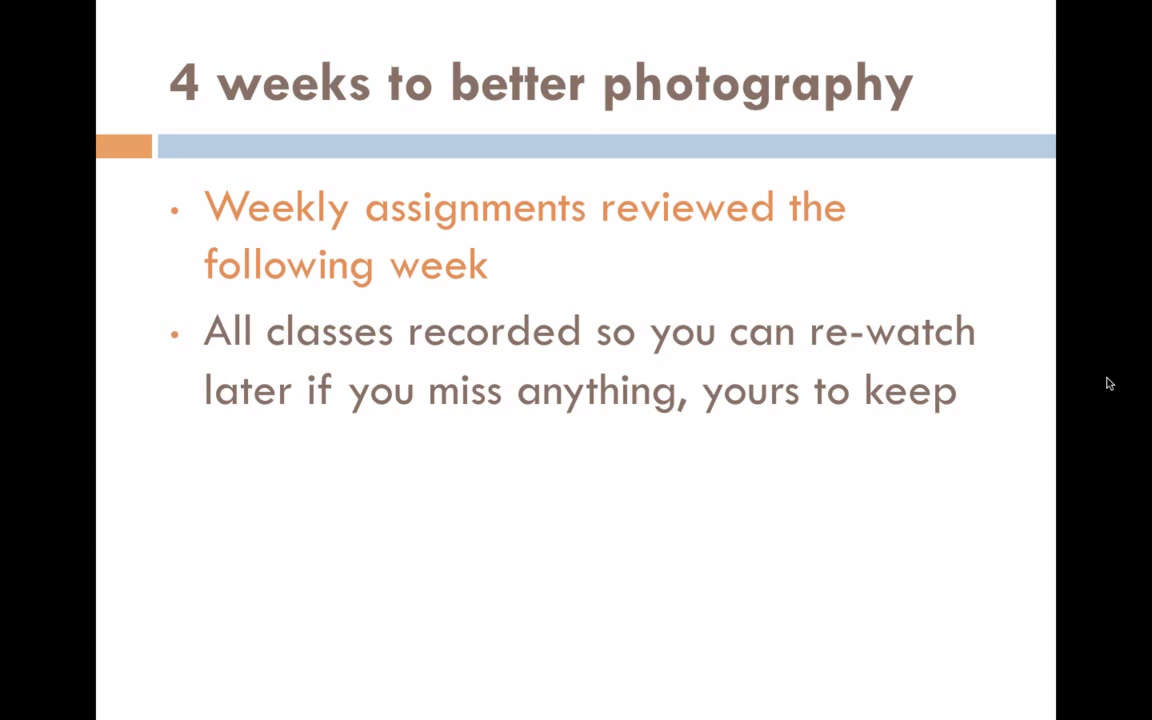 4 weeks to better photography
• Weekly assignments reviewed the
following week
• All classes recorded so you can re-watch
later if you miss anything, yours to keep